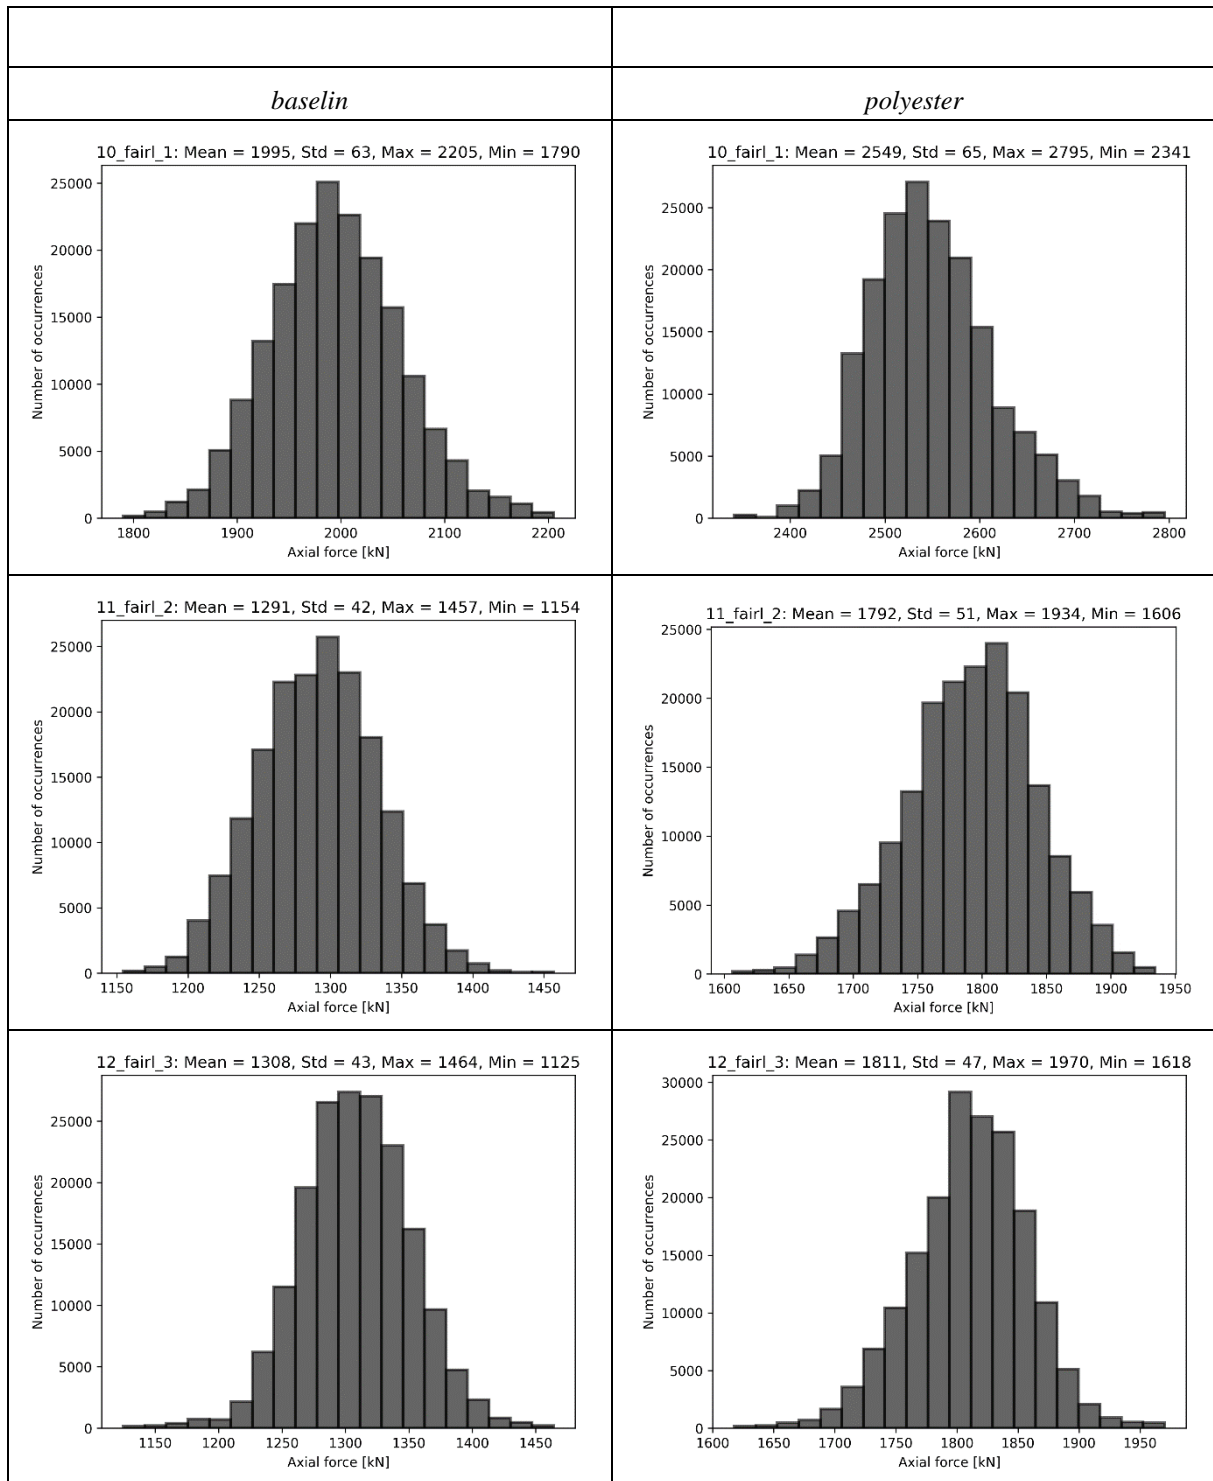 baselin
polyester
10_fairl_1: Mean = 1995, Std = 63, Max = 2205, Min = 1790
25000
20000
15000
10000
5000
0
Number of occurrences
1800 1900 2000 2100 2200
Axial force [kN]
10_fairl_1: Mean = 2549, Std = 65, Max = 2795, Min = 2341
25000
20000
15000
10000
5000
0
Number of occurrences
2400 2500 2600 2700 2800
Axial force [kN]
11_fairl_2: Mean = 1291, Std = 42, Max = 1457, Min = 1154
25000
20000
15000
10000
5000
0
Number of occurrences
1150 1200 1250 1300 1350 1400 1450
Axial force [kN]
11_fairl_2: Mean = 1792, Std = 51, Max = 1934, Min = 1606
25000
20000
15000
10000
5000
0
Number of occurrences
1600 1650 1700 1750 1800 1850 1900 1950
Axial force [kN]
12_fairl_3: Mean = 1308, Std = 43, Max = 1464, Min = 1125
25000
20000
15000
10000
5000
0
Number of occurrences
1150 1200 1250 1300 1350 1400 1450
Axial force [kN]
12_fairl_3: Mean = 1811, Std = 47, Max = 1970, Min = 1618
30000
25000
20000
15000
10000
5000
0
Number of occurrences
1600 1650 1700 1750 1800 1850 1900 1950
Axial force [kN]